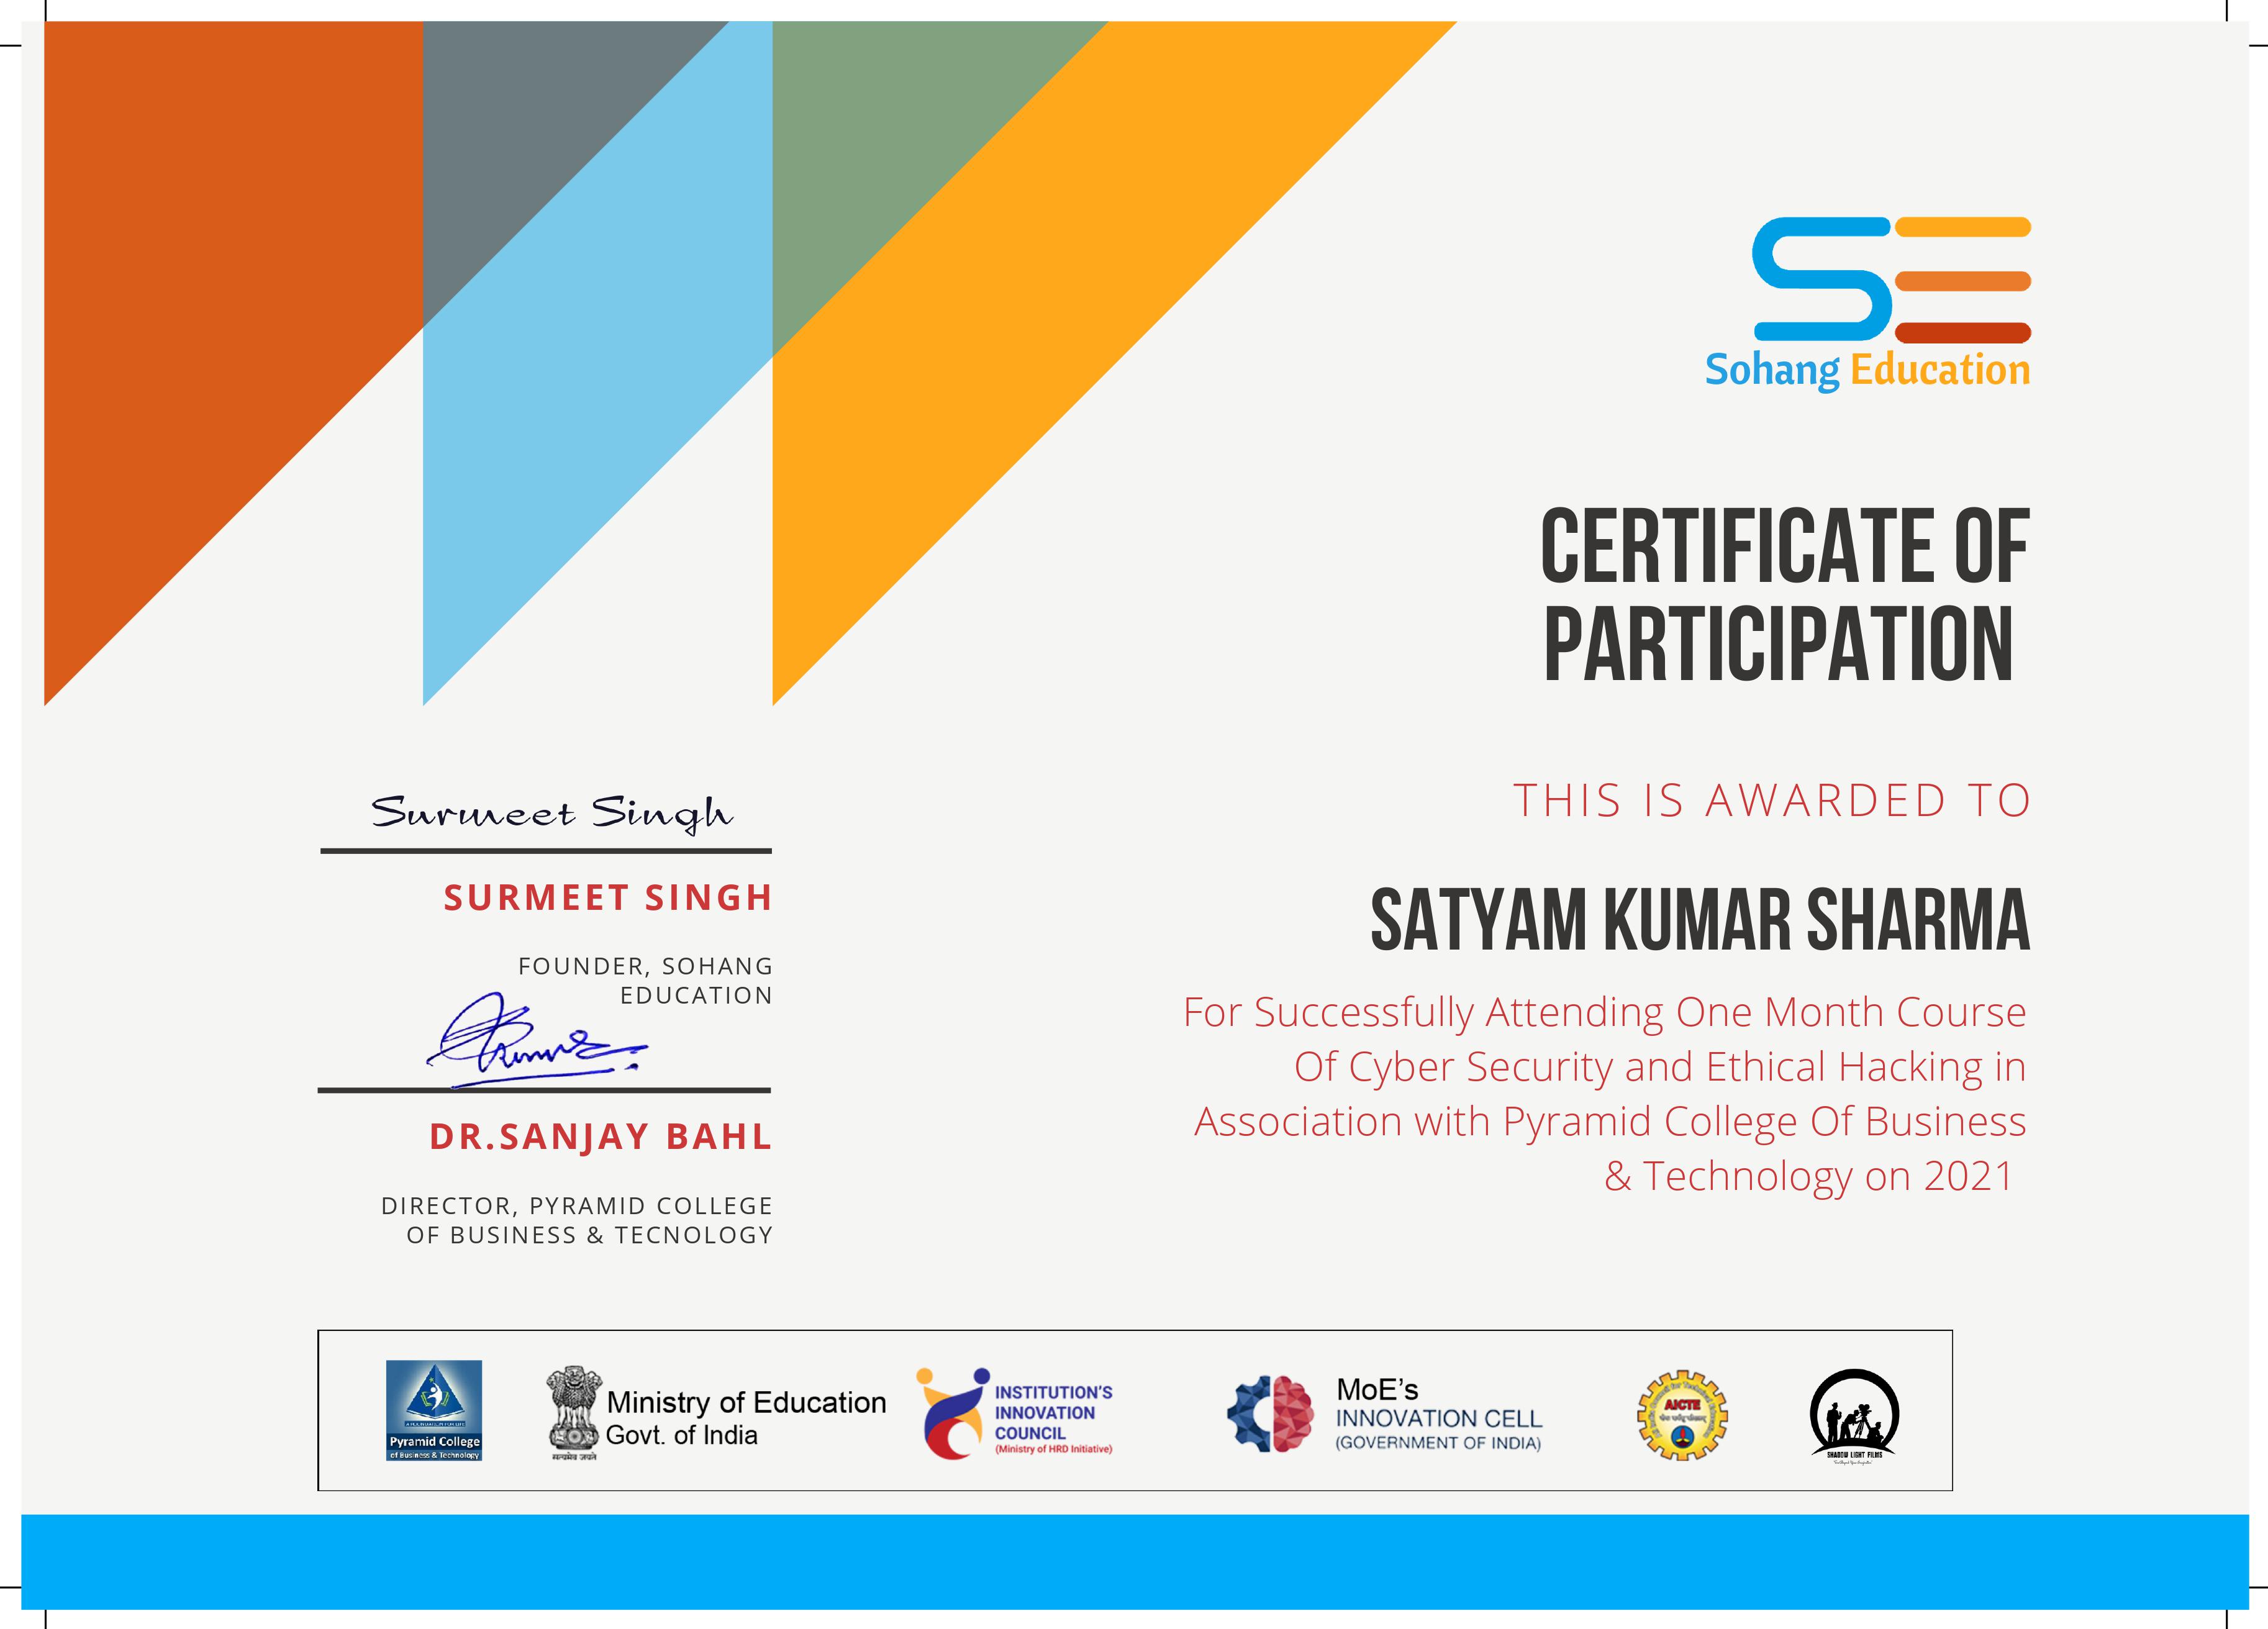 Sohang Education
CERTIFICATE OF
PARTICIPATION
THIS IS AWARDED TO
SATYAM KUMAR SHARMA
For Successfully Attending One Month Course
Of Cyber Security and Ethical Hacking in
Association with Pyramid College Of Business
& Technology on 2021
Surmeet Singh
SURMEET SINGH
FOUNDER, SOHANG
EDUCATION
DR.SANJAY BAHL
DIRECTOR, PYRAMID COLLEGE
OF BUSINESS & TECNOLOGY
Pyramid College
of Business & Technology
Ministry of Education
Govt. of India
सत्यमेव जयते
INSTITUTION'S
INNOVATION
COUNCIL
(Ministry of HRD Initiative)
MoE's
INNOVATION CELL
(GOVERNMENT OF INDIA)
AICTE
SHADOW LIGHT FILMS